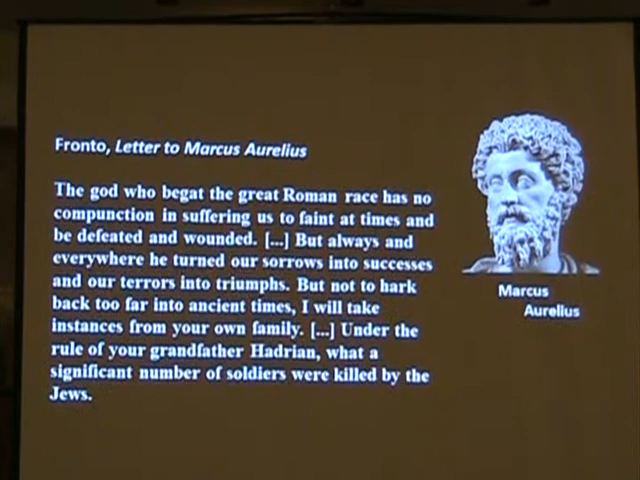 Fronto, Letter to Marcus Aurelius
The god who begat the great Roman race has no
compunction in suffering us to faint at times and
be defeated and wounded. [...] But always and
everywhere he turned our sorrows into successes
and our terrors into triumphs. But not to hark
back too far into ancient times, I will take
instances from your own family. [...] Under the
rule of your grandfather Hadrian, what a
significant number of soldiers were killed by the
Jews.
Marcus
Aurelius